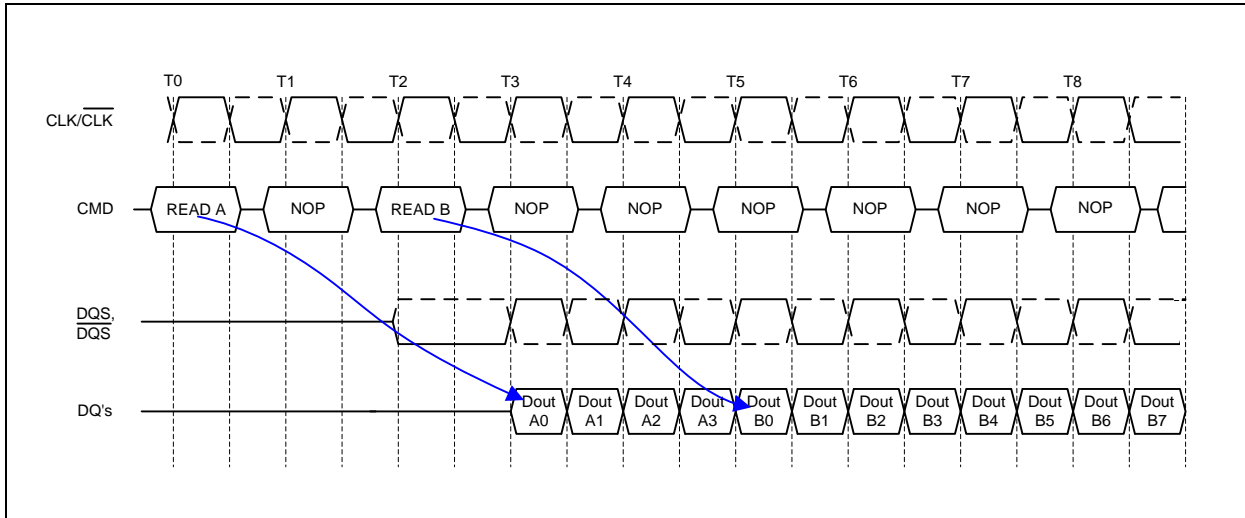 T0 T1 T2 T3 T4 T5 T6 T7 T8
CLK/CLK
CMD READ A NOP READ B NOP NOP NOP NOP NOP NOP
DQS,
DQS
DQ's Dout Dout Dout Dout Dout Dout Dout Dout Dout Dout Dout Dout
A0 A1 A2 A3 B0 B1 B2 B3 B4 B5 B6 B7